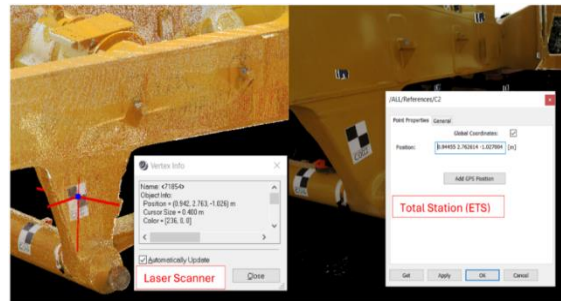 /ALL/References/C2
Point Properties General
Global Coordinates:
Position: 0.94455 2.762614 -1.027004 [m]
Add GPS Position
Total Station (ETS)
Get Apply OK Cancel
Vertex Info
Name: <71854>
Object Info:
Position = (0.942, 2.763, -1.026) m
Cursor Size = 0.400 m
Color = [236, 0, 0]
Automatically Update
Laser Scanner
Close